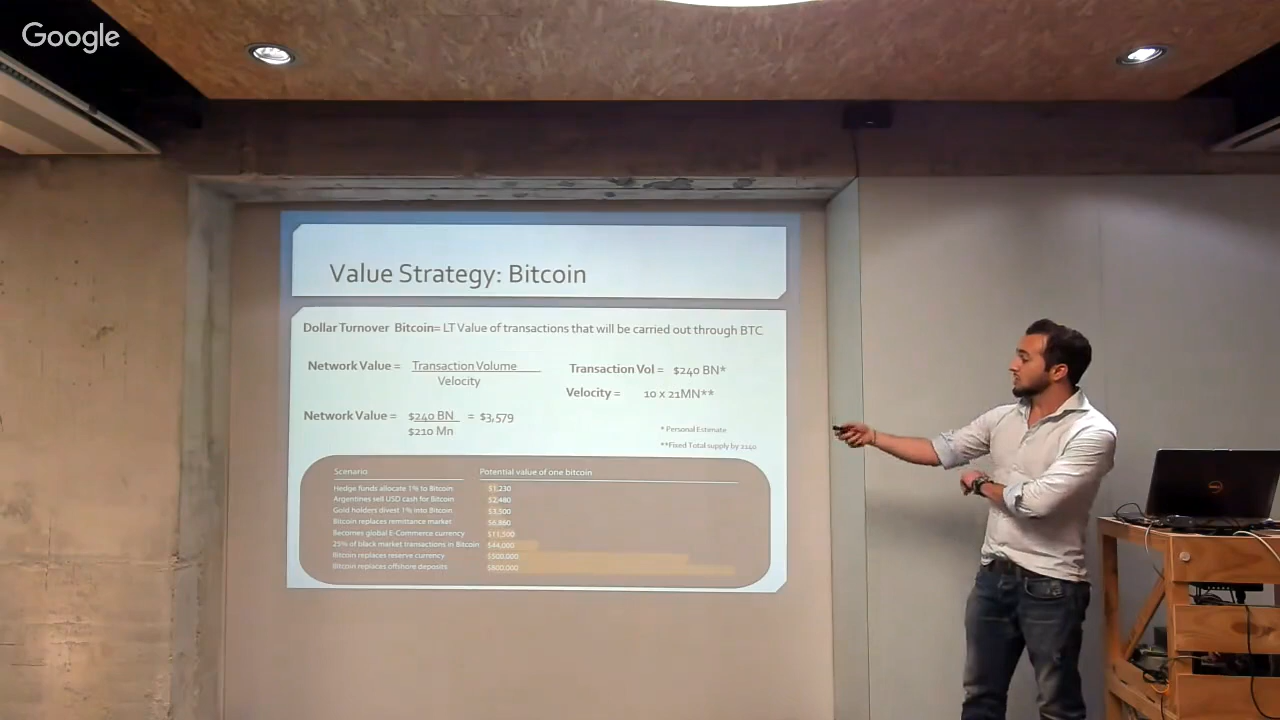 Google
Value Strategy: Bitcoin
Dollar Turnover Bitcoin= LT Value of transactions that will be carried out through BTC
Network Value = Transaction Volume
Velocity
Transaction Vol = $240 BN*
Velocity = 10 x 21MN**
Network Value = $240 BN = $3,579
$210 Mn
* Personal Estimate
**Fixed Total supply by 2140
Scenario Potential value of one bitcoin
Hedge funds allocate 1% to Bitcoin $1,230
Argentines sell USD cash for Bitcoin $2,480
Gold holders divest 1% into Bitcoin $3,500
Bitcoin replaces remittance market $6,860
Becomes global E-Commerce currency $11,500
25% of black market transactions in Bitcoin $44,000
Bitcoin replaces reserve currency $500,000
Bitcoin replaces offshore deposits $600,000